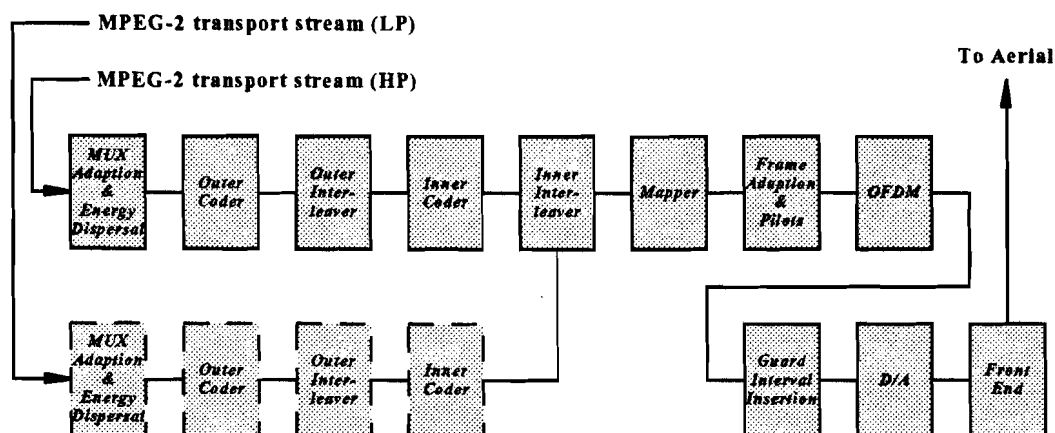 MPEG-2 transport stream (LP)
MPEG-2 transport stream (HP)
To Aerial
MUX
Adaption
&
Energy
Dispersal
Outer
Coder
Outer
Inter-
leaver
Inner
Coder
Inner
Inter-
leaver
Mapper
Frame
Adaption
&
Pilots
OFDM
MUX
Adaption
&
Energy
Dispersal
Outer
Coder
Outer
Inter-
leaver
Inner
Coder
Guard
Interval
Insertion
D/A
Front
End